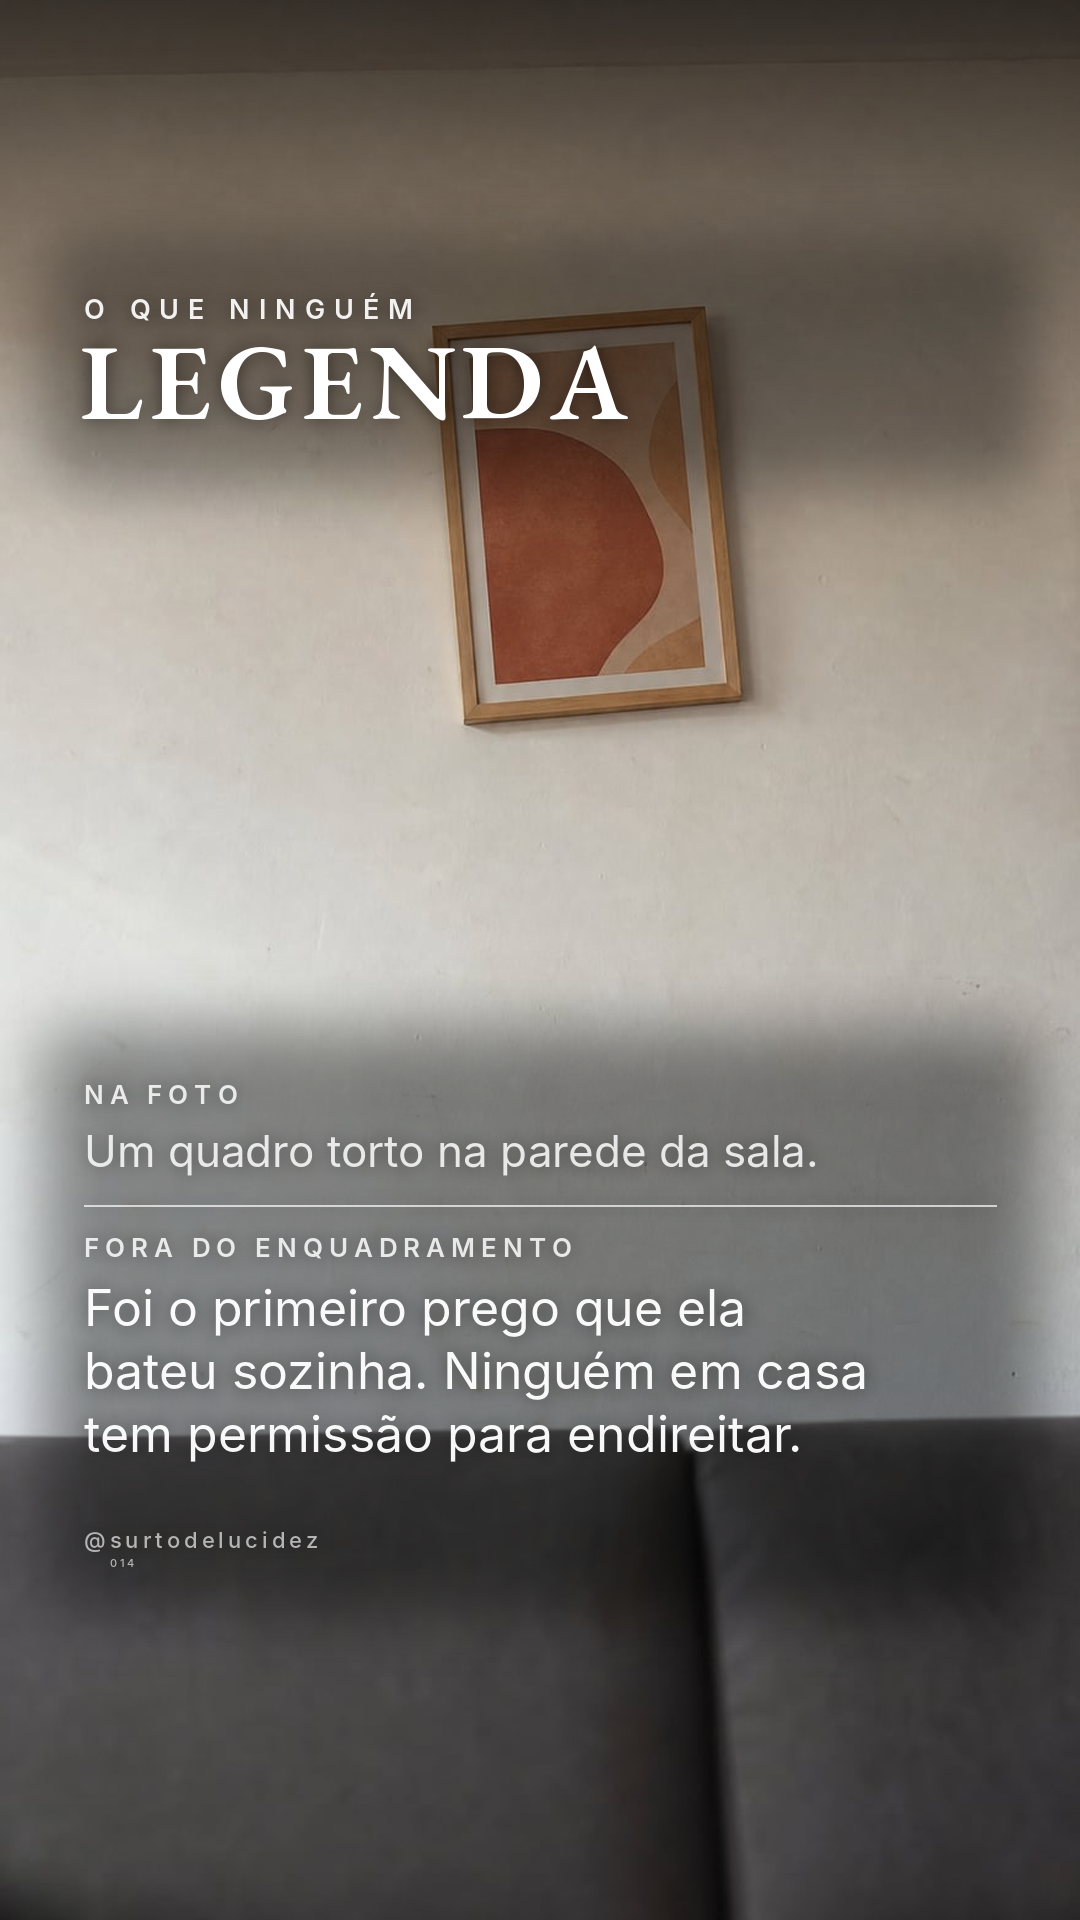 O QUE NINGUÉM
LEGENDA
NA FOTO
Um quadro torto na parede da sala.
FORA DO ENQUADRAMENTO
Foi o primeiro prego que ela
bateu sozinha. Ninguém em casa
tem permissão para endireitar.
@surtodelucidez
014